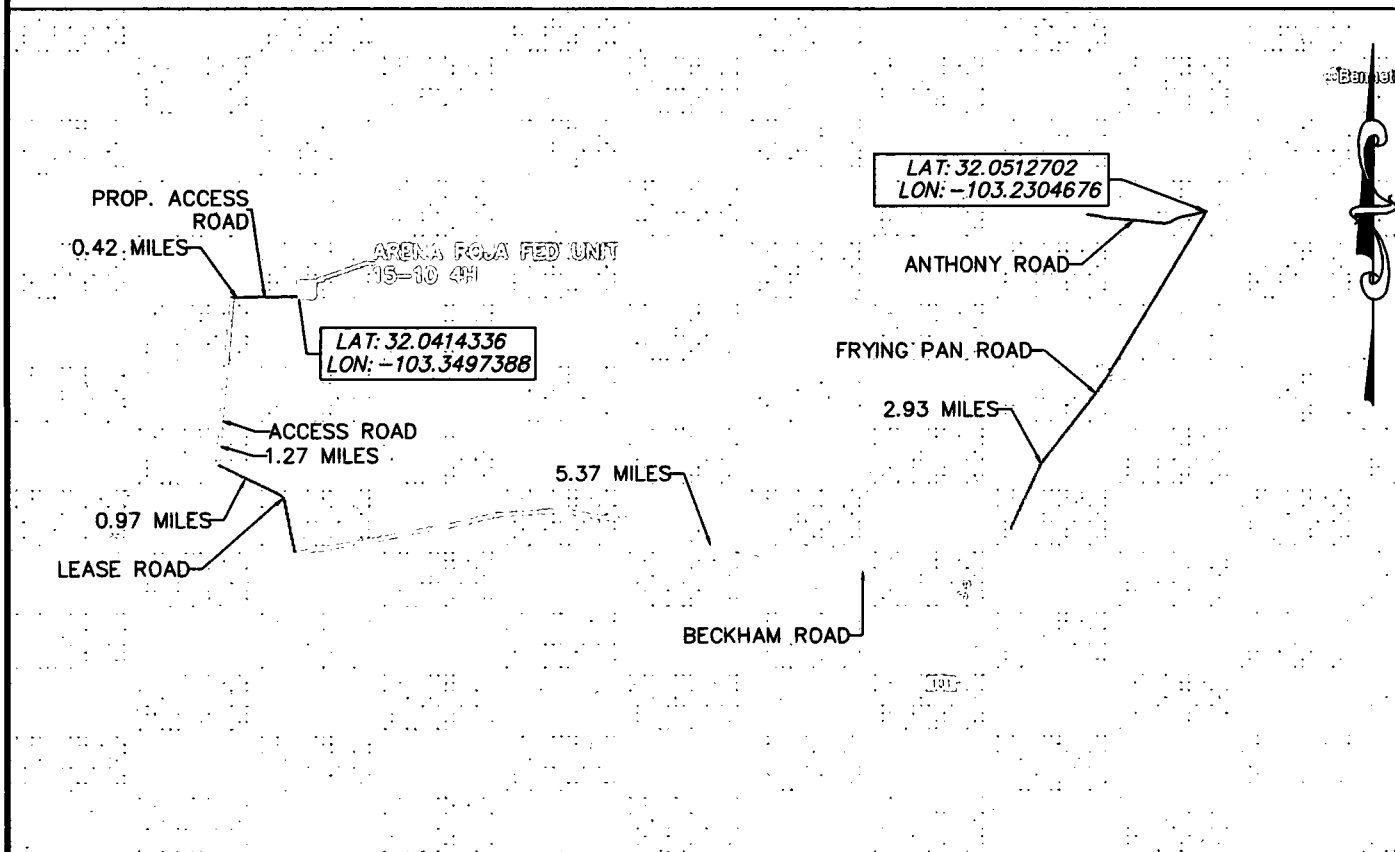 Bennet
LAT: 32.0512702
LON: -103.2304676
PROP. ACCESS
ROAD
0.42 MILES
ARENA ROJA FED UNIT
15-10 4H
ANTHONY ROAD
LAT: 32.0414336
LON: -103.3497388
FRYING PAN ROAD
2.93 MILES
ACCESS ROAD
1.27 MILES
5.37 MILES
0.97 MILES
LEASE ROAD
BECKHAM ROAD